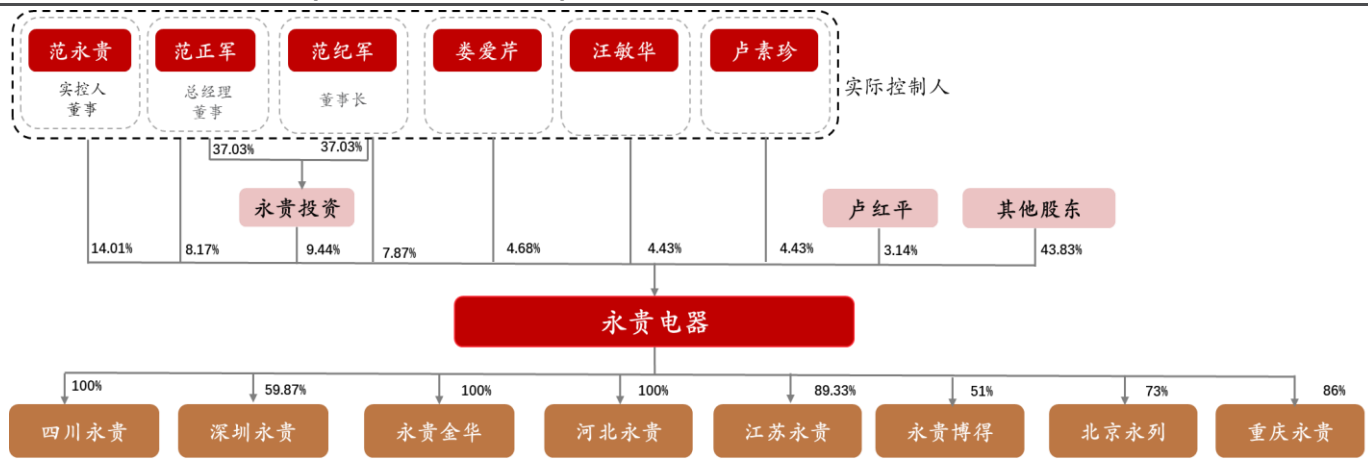 范永贵
范正军
范纪军
娄爱芹
汪敏华
卢素珍
实控人
董事
总经理
董事
董事长
实际控制人
37.03%
37.03%
永贵投资
卢红平
其他股东
14.01%
8.17%
9.44%
7.87%
4.68%
4.43%
4.43%
3.14%
43.83%
永贵电器
100%
59.87%
100%
100%
89.33%
51%
73%
86%
四川永贵
深圳永贵
永贵金华
河北永贵
江苏永贵
永贵博得
北京永列
重庆永贵